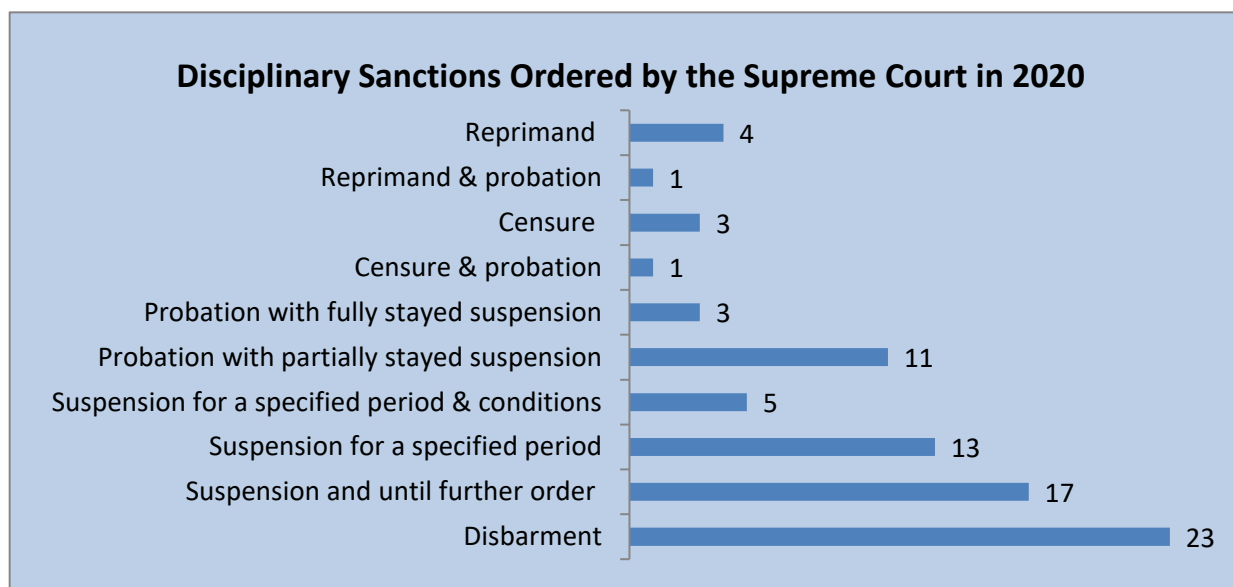 Disciplinary Sanctions Ordered by the Supreme Court in 2020
Reprimand 4
Reprimand & probation 1
Censure 3
Censure & probation 1
Probation with fully stayed suspension 3
Probation with partially stayed suspension 11
Suspension for a specified period & conditions 5
Suspension for a specified period 13
Suspension and until further order 17
Disbarment 23